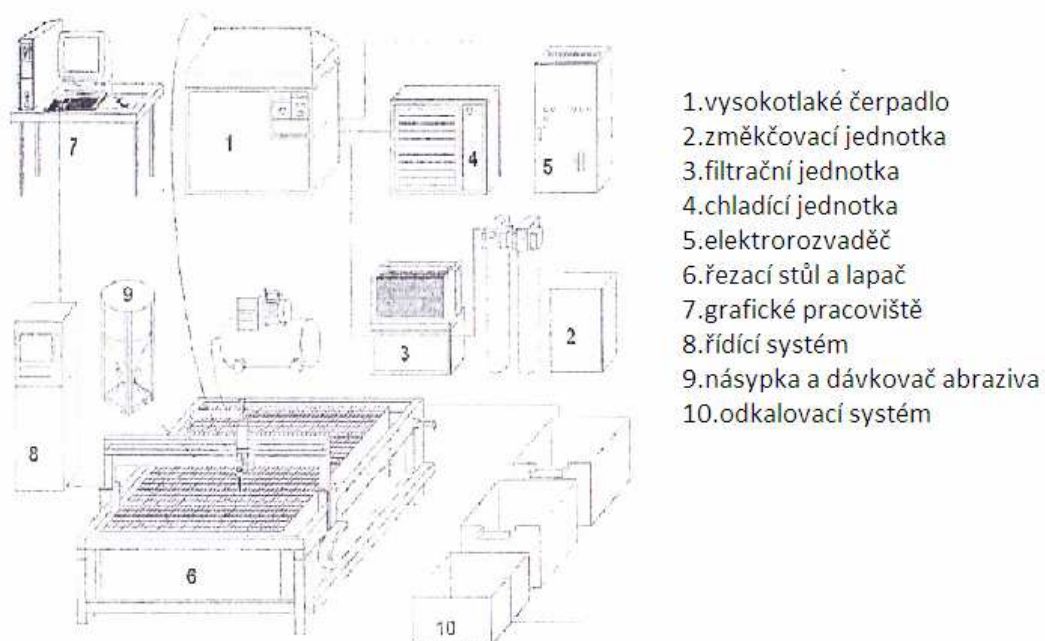 7
1
4
5
1.vysokotlaké čerpadlo
2.změkčovací jednotka
3.filtrační jednotka
4.chladící jednotka
5.elektrorozvaděč
6.řezací stůl a lapač
7.grafické pracoviště
8.řídící systém
9.násypka a dávkovač abraziva
10.odkalovací systém
9
3
2
8
6
10